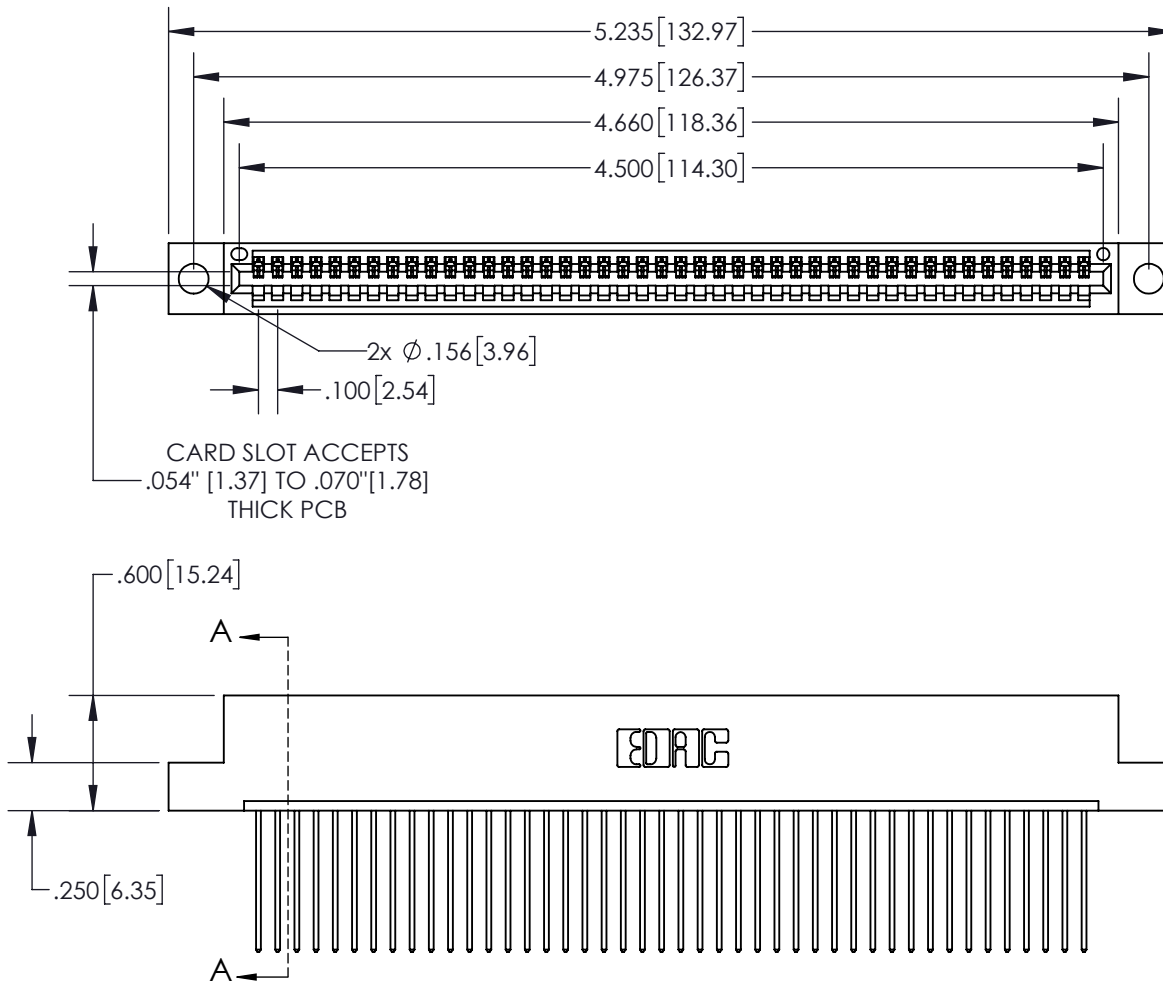 5.235[132.97]
4.975[126.37]
4.660[118.36]
4.500[114.30]
2x Ø.156[3.96]
.100[2.54]
CARD SLOT ACCEPTS
.054" [1.37] TO .070"[1.78]
THICK PCB
.600[15.24]
A
EDAC
.250[6.35]
A